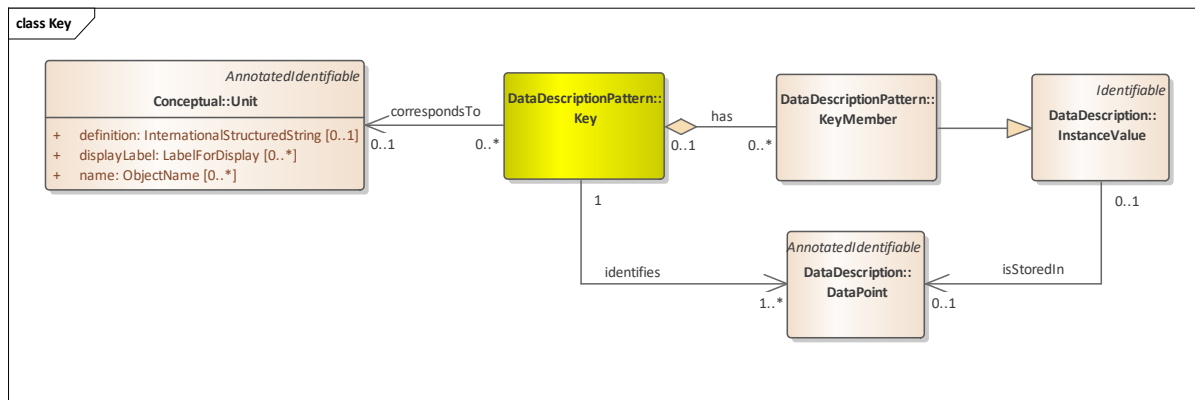 class Key
AnnotatedIdentifiable
Conceptual::Unit
+ definition: InternationalStructuredString [0..1]
+ displayLabel: LabelForDisplay [0..*]
+ name: ObjectName [0..*]
correspondsTo
0..1
0..*
DataDescriptionPattern::
Key
has
0..1
0..*
DataDescriptionPattern::
KeyMember
Identifiable
DataDescription::
InstanceValue
1
0..1
identifies
1..*
AnnotatedIdentifiable
DataDescription::
DataPoint
isStoredIn
0..1